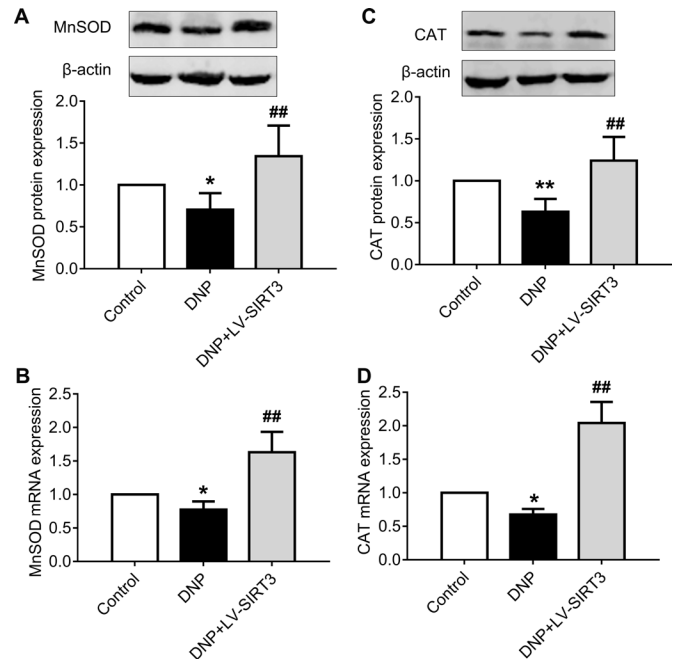 A
MnSOD
β-actin
MnSOD protein expression
2.0
1.5
1.0
0.5
0.0
*
##
Control
DNP
DNP+LV-SIRT3
C
CAT
β-actin
CAT protein expression
2.0
1.5
1.0
0.5
0.0
**
##
Control
DNP
DNP+LV-SIRT3
B
MnSOD mRNA expression
2.5
2.0
1.5
1.0
0.5
0.0
*
##
Control
DNP
DNP+LV-SIRT3
D
CAT mRNA expression
2.5
2.0
1.5
1.0
0.5
0.0
*
##
Control
DNP
DNP+LV-SIRT3